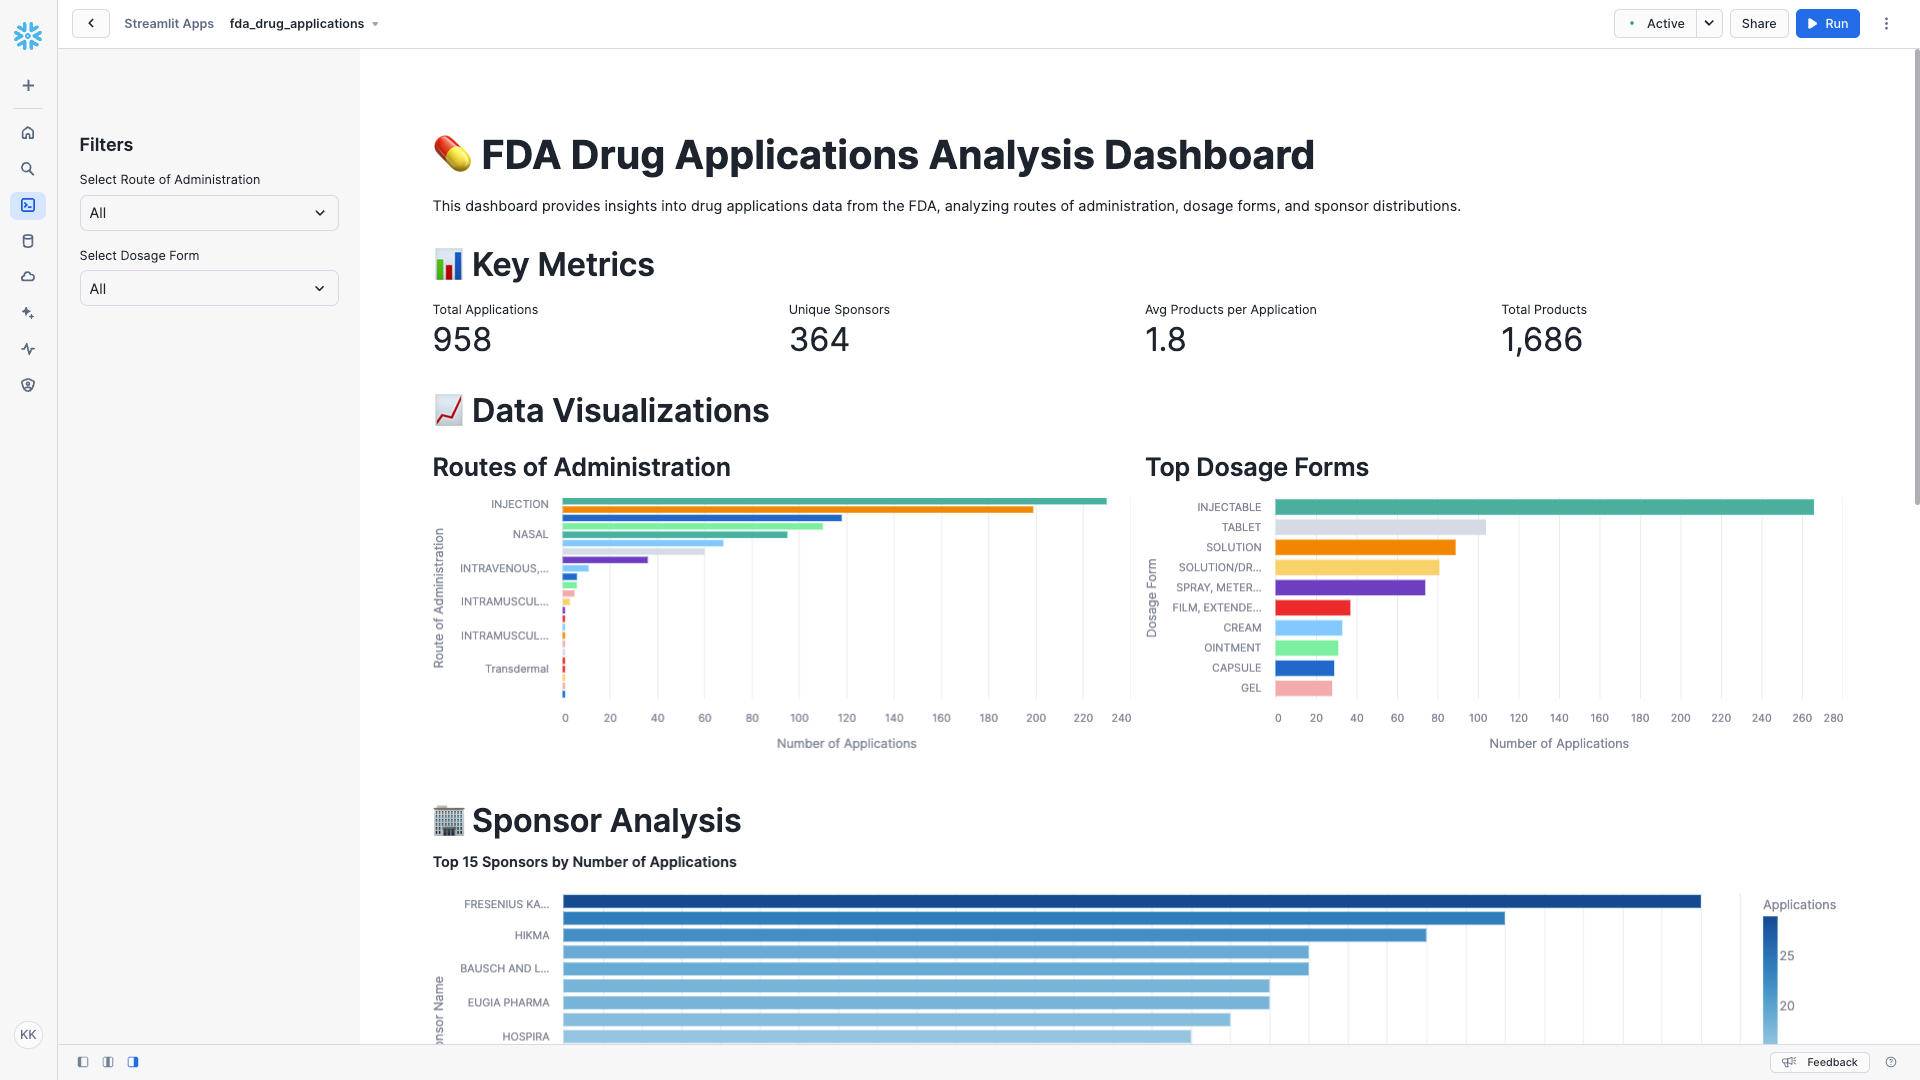 Streamlit Apps fda_drug_applications
Active
Share
Run
Filters
Select Route of Administration
All
Select Dosage Form
All
FDA Drug Applications Analysis Dashboard
This dashboard provides insights into drug applications data from the FDA, analyzing routes of administration, dosage forms, and sponsor distributions.
Key Metrics
Total Applications
958
Unique Sponsors
364
Avg Products per Application
1.8
Total Products
1,686
Data Visualizations
Routes of Administration
Route of Administration
INJECTION
NASAL
INTRAVENOUS,...
INTRAMUSCUL...
INTRAMUSCUL...
Transdermal
0 20 40 60 80 100 120 140 160 180 200 220 240
Number of Applications
Top Dosage Forms
Dosage Form
INJECTABLE
TABLET
SOLUTION
SOLUTION/DR...
SPRAY, METER...
FILM, EXTENDE...
CREAM
OINTMENT
CAPSULE
GEL
0 20 40 60 80 100 120 140 160 180 200 220 240 260 280
Number of Applications
Sponsor Analysis
Top 15 Sponsors by Number of Applications
onsor Name
FRESENIUS KA...
HIKMA
BAUSCH AND L...
EUGIA PHARMA
HOSPIRA
Applications
25
20
KK
Feedback